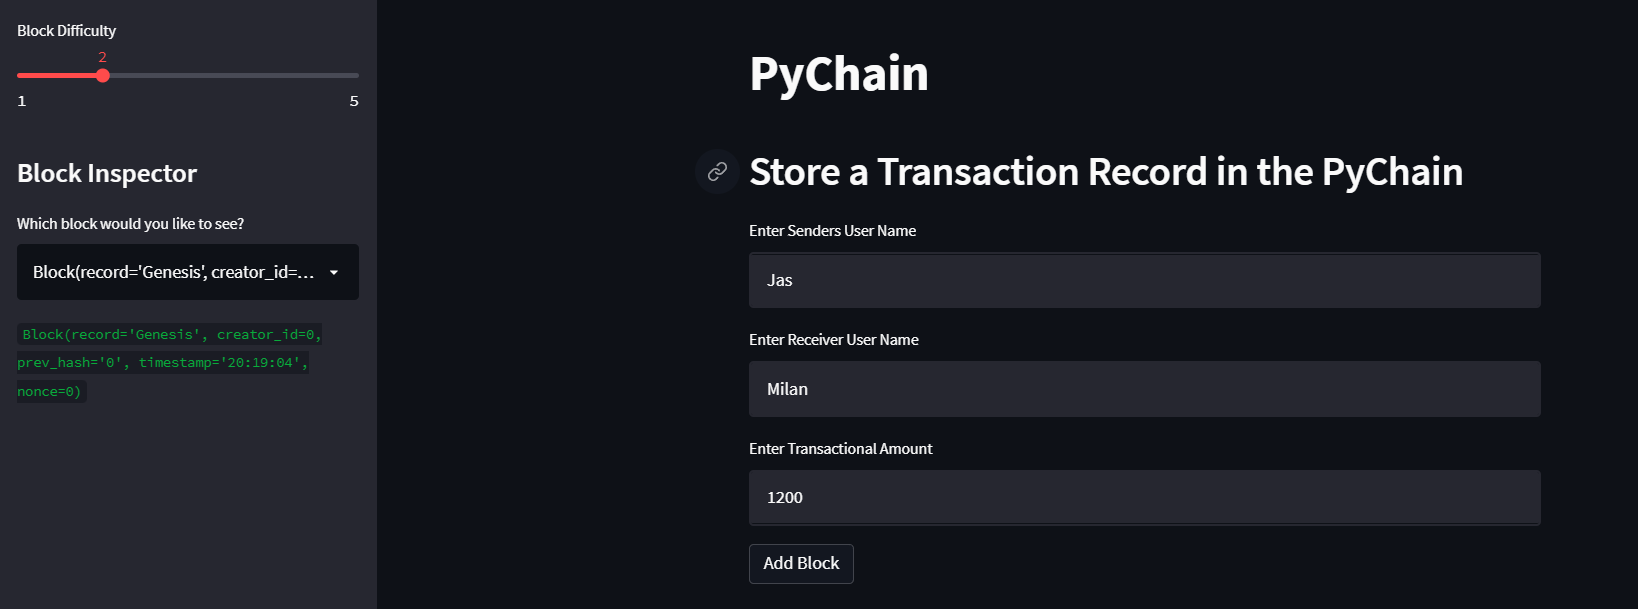 Block Difficulty
2
1 5
Block Inspector
Which block would you like to see?
Block(record='Genesis', creator_id=...
Block(record='Genesis', creator_id=0,
prev_hash='0', timestamp='20:19:04',
nonce=0)
PyChain
Store a Transaction Record in the PyChain
Enter Senders User Name
Jas
Enter Receiver User Name
Milan
Enter Transactional Amount
1200
Add Block